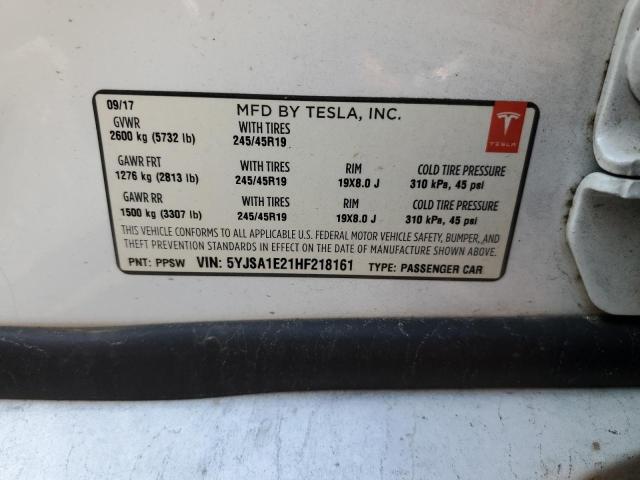 09/17 MFD BY TESLA, INC.
GVWR WITH TIRES
2600 kg (5732 lb) 245/45R19
TESLA
GAWR FRT WITH TIRES RIM COLD TIRE PRESSURE
1276 kg (2813 lb) 245/45R19 19X8.0 J 310 kPa, 45 psi
GAWR RR WITH TIRES RIM COLD TIRE PRESSURE
1500 kg (3307 lb) 245/45R19 19X8.0 J 310 kPa, 45 psi
THIS VEHICLE CONFORMS TO ALL APPLICABLE U.S. FEDERAL MOTOR VEHICLE SAFETY, BUMPER, AND
THEFT PREVENTION STANDARDS IN EFFECT ON THE DATE OF MANUFACTURE SHOWN ABOVE.
PNT: PPSW VIN: 5YJSA1E21HF218161 TYPE: PASSENGER CAR